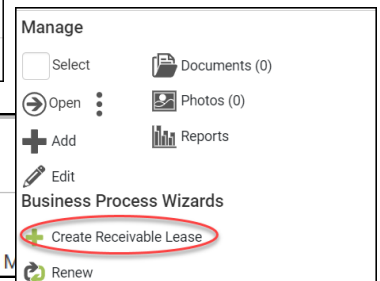 Manage
Select Documents (0)
Open Photos (0)
Add Reports
Edit
Business Process Wizards
Create Receivable Lease
M
Renew